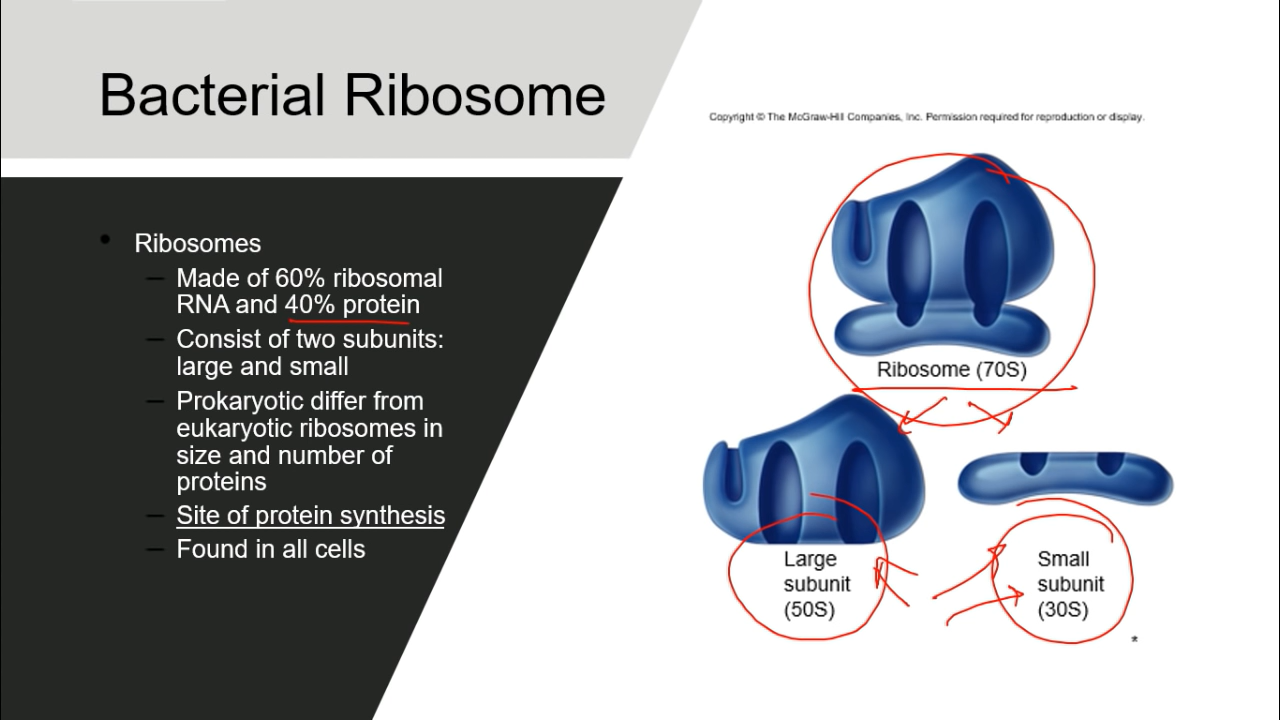 Bacterial Ribosome
Copyright © The McGraw-Hill Companies, Inc. Permission required for reproduction or display.
• Ribosomes
– Made of 60% ribosomal
RNA and 40% protein
– Consist of two subunits:
large and small
– Prokaryotic differ from
eukaryotic ribosomes in
size and number of
proteins
– Site of protein synthesis
– Found in all cells
Ribosome (70S)
Large
subunit
(50S)
Small
subunit
(30S)
*